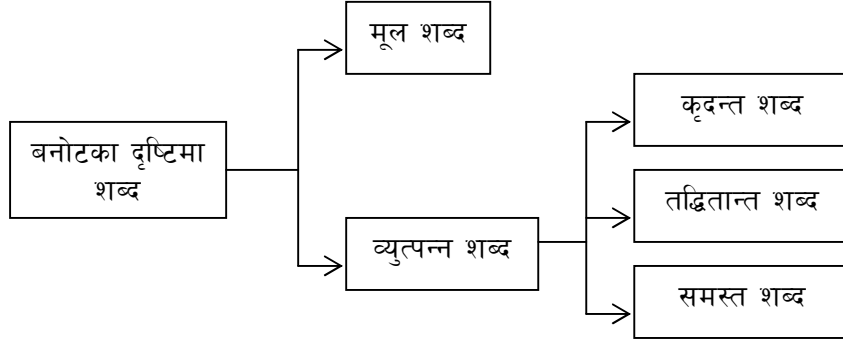 मूल शब्द
कृदन्त शब्द
बनोटका दृष्टिमा
शब्द
तद्धितान्त शब्द
व्युत्पन्न शब्द
समस्त शब्द